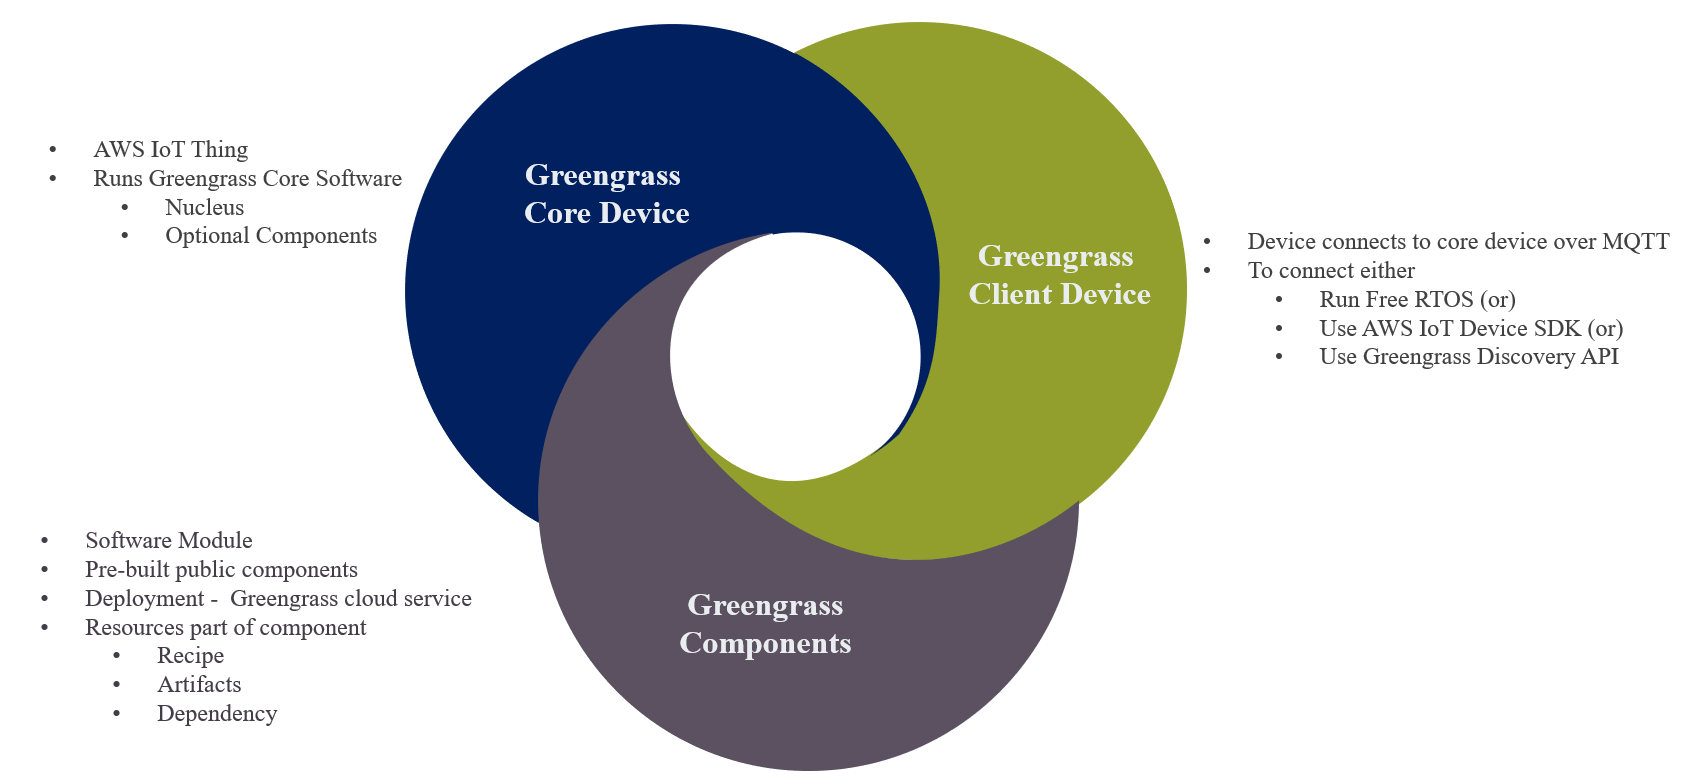 • AWS IoT Thing
• Runs Greengrass Core Software
• Nucleus
• Optional Components
Greengrass
Core Device
Greengrass
Client Device
• Device connects to core device over MQTT
• To connect either
• Run Free RTOS (or)
• Use AWS IoT Device SDK (or)
• Use Greengrass Discovery API
• Software Module
• Pre-built public components
• Deployment -  Greengrass cloud service
• Resources part of component
• Recipe
• Artifacts
• Dependency
Greengrass
Components